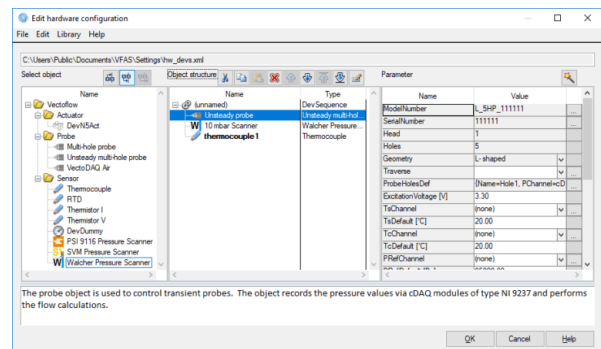 Edit hardware configuration
File Edit Library Help
C:\Users\Public\Documents\VFAS\Settings\hw_devs.xml
Select object
Object structure
Parameter
Name
Vectoflow
Actuator
DevN5Act
Probe
Multi-hole probe
Unsteady multi-hole probe
VectoDAQ Air
Sensor
Thermocouple
RTD
Thermistor I
Thermistor V
DevDummy
PSI 9116 Pressure Scanner
SVM Pressure Scanner
Walcher Pressure Scanner
Name Type
(unnamed) DevSequence
Unsteady probe Unsteady multi-hol...
10 mbar Scanner Walcher Pressure...
thermocouple 1 Thermocouple
Name Value
ModelNumber L_5HP_111111
SerialNumber 111111
Head 1
Holes 5
Geometry L- shaped
Traverse
ProbeHolesDef {Name=Hole1, PChannel=cD
ExcitationVoltage [V] 3.30
TsChannel (none)
TsDefault [°C] 20.00
TcChannel (none)
TcDefault [°C] 20.00
PRefChannel (none)
The probe object is used to control transient probes. The object records the pressure values via cDAQ modules of type NI 9237 and performs
the flow calculations.
OK Cancel Help